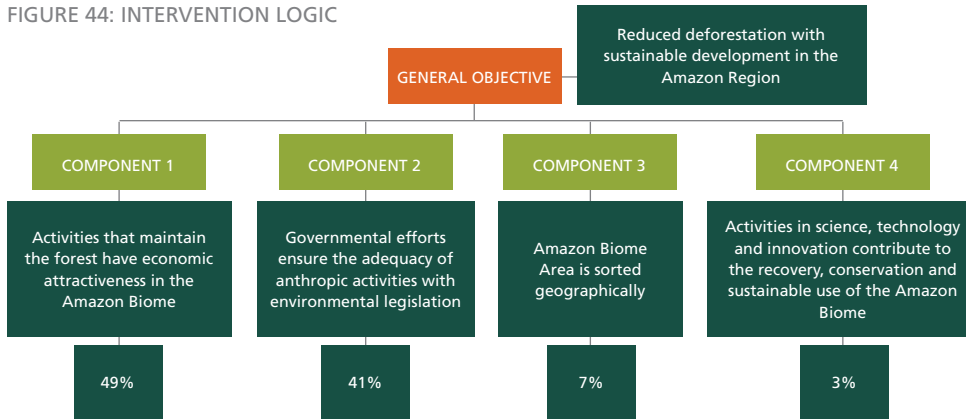 FIGURE 44: INTERVENTION LOGIC
Reduced deforestation with
sustainable development in the
Amazon Region
GENERAL OBJECTIVE
COMPONENT 1
COMPONENT 2
COMPONENT 3
COMPONENT 4
Activities that maintain
the forest have economic
attractiveness in the
Amazon Biome
Governmental efforts
ensure the adequacy of
anthropic activities with
environmental legislation
Amazon Biome
Area is sorted
geographically
Activities in science, technology
and innovation contribute to
the recovery, conservation and
sustainable use of the Amazon
Biome
49%
41%
7%
3%